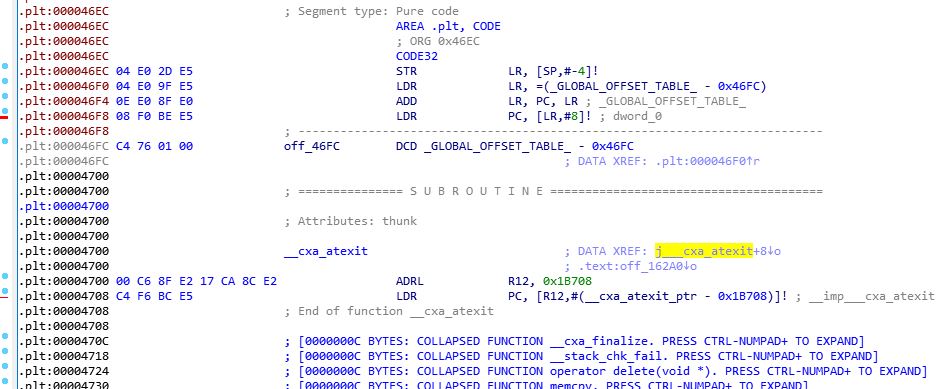 .plt:000046EC ; Segment type: Pure code
.plt:000046EC AREA .plt, CODE
.plt:000046EC ; ORG 0x46EC
.plt:000046EC CODE32
.plt:000046EC 04 E0 2D E5 STR LR, [SP,#-4]!
.plt:000046F0 04 E0 9F E5 LDR LR, =(_GLOBAL_OFFSET_TABLE_ - 0x46FC)
.plt:000046F4 0E E0 8F E0 ADD LR, PC, LR ; _GLOBAL_OFFSET_TABLE_
.plt:000046F8 08 F0 BE E5 LDR PC, [LR,#8]! ; dword_0
.plt:000046F8 ; ---------------------------------------------------------------------------
.plt:000046FC C4 76 01 00 off_46FC DCD _GLOBAL_OFFSET_TABLE_ - 0x46FC
.plt:000046FC ; DATA XREF: .plt:000046F0↑r
.plt:00004700
.plt:00004700 ; =============== S U B R O U T I N E =======================================
.plt:00004700
.plt:00004700 ; Attributes: thunk
.plt:00004700
.plt:00004700 __cxa_atexit ; DATA XREF: j___cxa_atexit+8↓o
.plt:00004700 ; .text:off_162A0↓o
.plt:00004700 00 C6 8F E2 17 CA 8C E2 ADRL R12, 0x1B708
.plt:00004708 C4 F6 BC E5 LDR PC, [R12,#(__cxa_atexit_ptr - 0x1B708)]! ; __imp___cxa_atexit
.plt:00004708 ; End of function __cxa_atexit
.plt:00004708
.plt:0000470C ; [0000000C BYTES: COLLAPSED FUNCTION __cxa_finalize. PRESS CTRL-NUMPAD+ TO EXPAND]
.plt:00004718 ; [0000000C BYTES: COLLAPSED FUNCTION __stack_chk_fail. PRESS CTRL-NUMPAD+ TO EXPAND]
.plt:00004724 ; [0000000C BYTES: COLLAPSED FUNCTION operator delete(void *). PRESS CTRL-NUMPAD+ TO EXPAND]
.plt:00004730 ; [0000000C BYTES: COLLAPSED FUNCTION memcpy. PRESS CTRL-NUMPAD+ TO EXPAND]